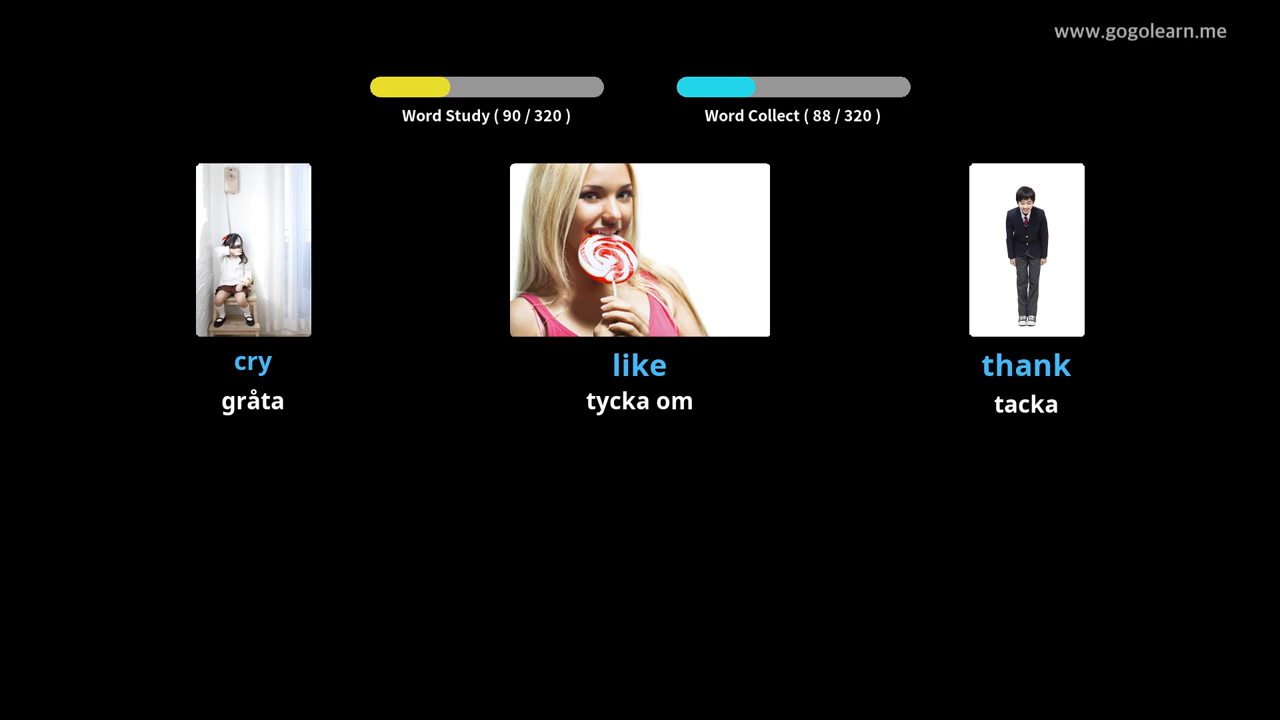 www.gogolearn.me
Word Study ( 90 / 320 )
Word Collect ( 88 / 320 )
cry
gråta
like
tycka om
thank
tacka